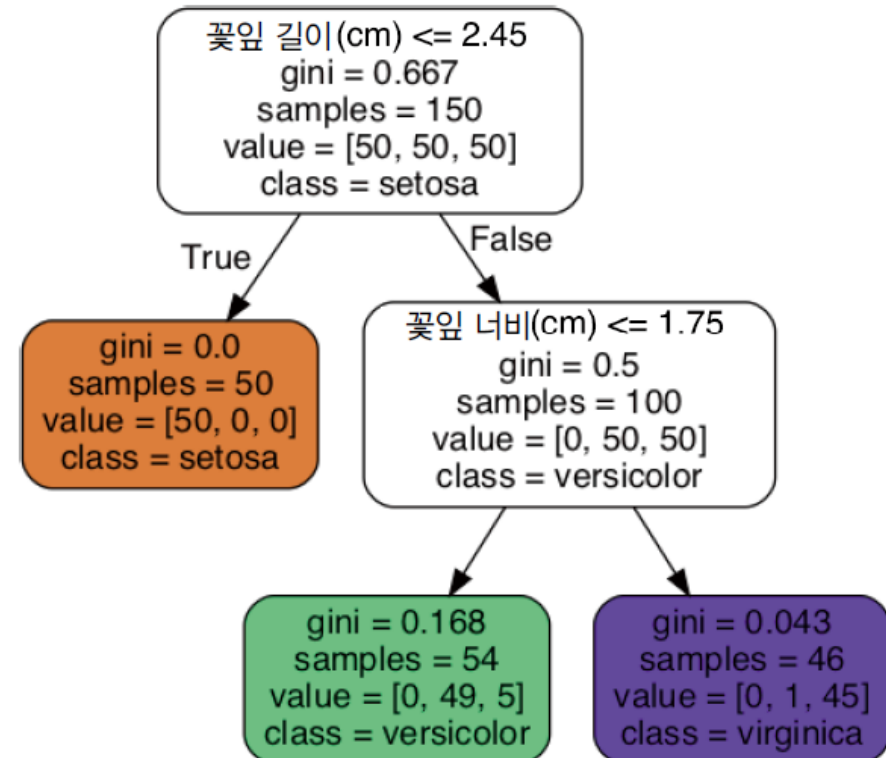 꽃잎 길이(cm) <= 2.45
gini = 0.667
samples = 150
value = [50, 50, 50]
class = setosa
True
False
gini = 0.0
samples = 50
value = [50, 0, 0]
class = setosa
꽃잎 너비(cm) <= 1.75
gini = 0.5
samples = 100
value = [0, 50, 50]
class = versicolor
gini = 0.168
samples = 54
value = [0, 49, 5]
class = versicolor
gini = 0.043
samples = 46
value = [0, 1, 45]
class = virginica